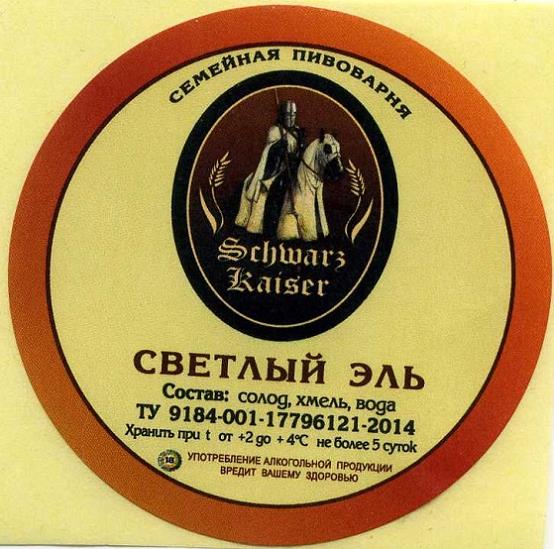 СЕМЕЙНАЯ ПИВОВАРНЯ
Schwarz
Kaiser
СВЕТЛЫЙ ЭЛЬ
Состав: солод, хмель, вода
ТУ 9184-001-17796121-2014
Хранить при t от +2 до +4°С не более 5 суток
18
УПОТРЕБЛЕНИЕ АЛКОГОЛЬНОЙ ПРОДУКЦИИ
ВРЕДИТ ВАШЕМУ ЗДОРОВЬЮ